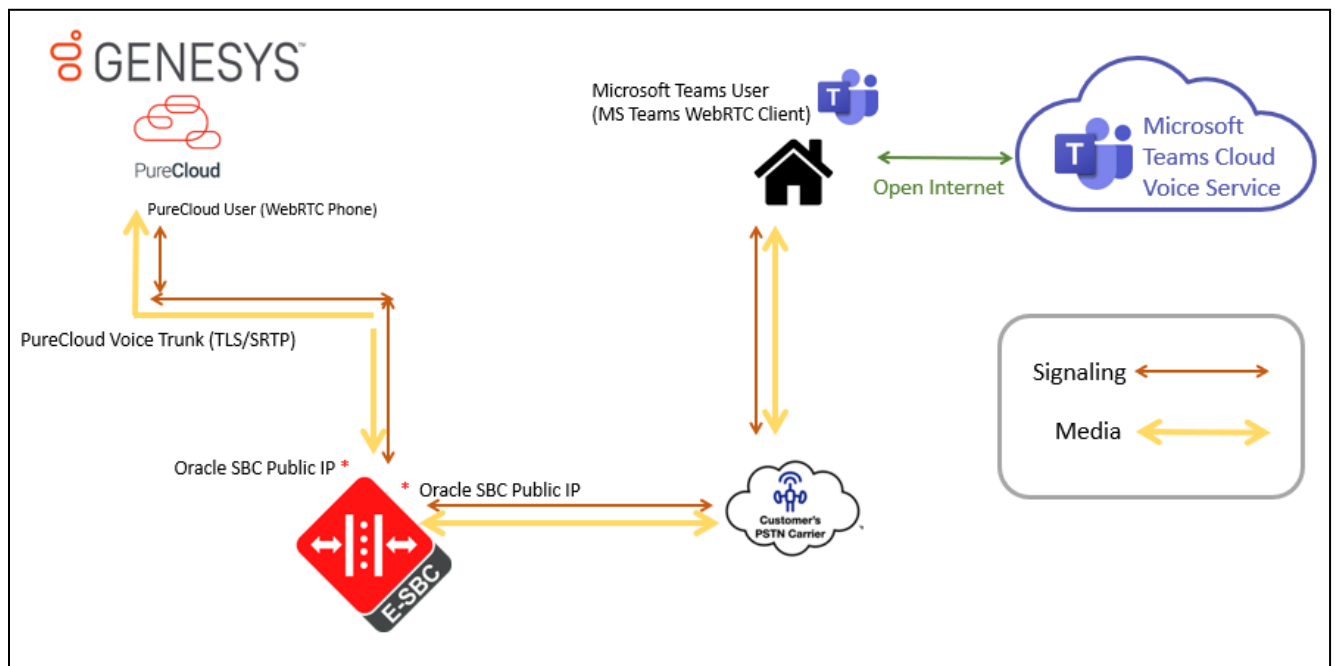 GENESYS™
PureCloud
PureCloud User (WebRTC Phone)
PureCloud Voice Trunk (TLS/SRTP)
Oracle SBC Public IP *
* Oracle SBC Public IP
E-SBC
Microsoft Teams User
(MS Teams WebRTC Client)
T
Open Internet
T
Microsoft
Teams Cloud
Voice Service
Customer's
PSTN Carrier
Signaling
Media